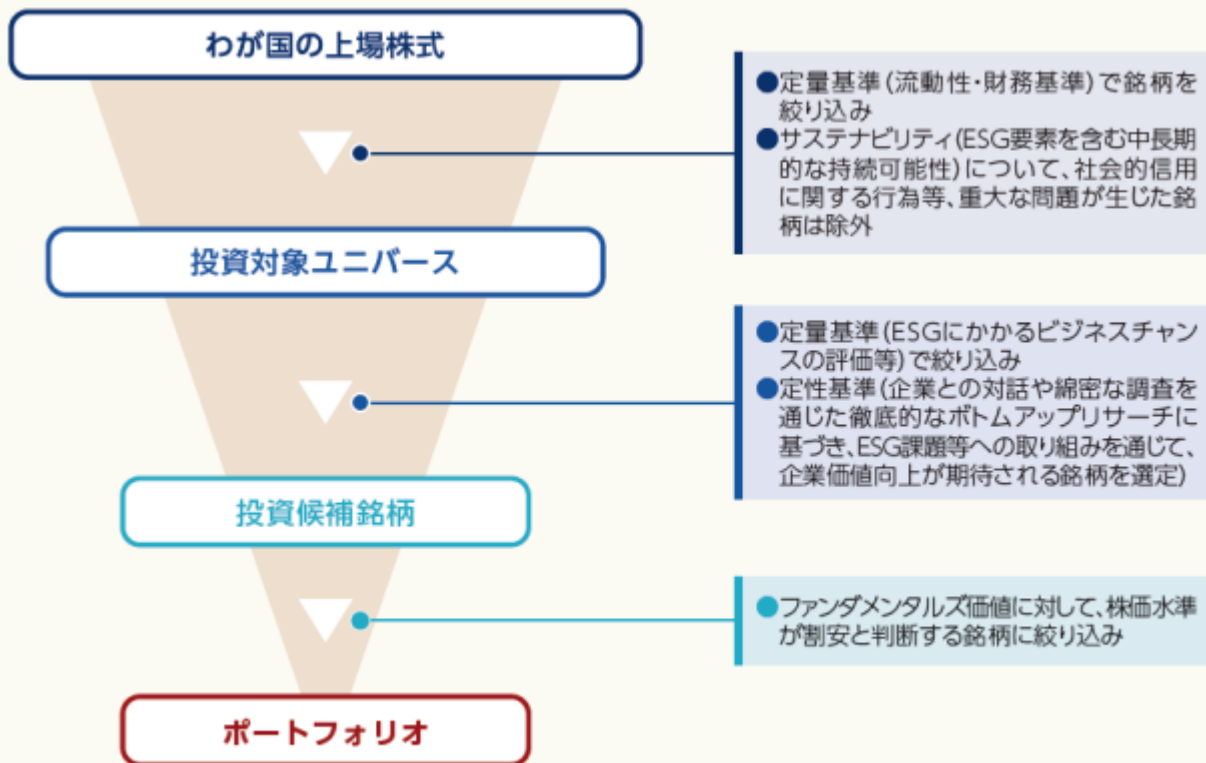 わが国の上場株式
●定量基準(流動性・財務基準)で銘柄を
絞り込み
●サステナビリティ(ESG要素を含む中長期
的な持続可能性)について、社会的信用
に関する行為等、重大な問題が生じた銘
柄は除外
投資対象ユニバース
●定量基準(ESGにかかるビジネスチャン
スの評価等)で絞り込み
●定性基準(企業との対話や綿密な調査を
通じた徹底的なボトムアップリサーチに
基づき、ESG課題等への取り組みを通じて、
企業価値向上が期待される銘柄を選定)
投資候補銘柄
●ファンダメンタルズ価値に対して、株価水準
が割安と判断する銘柄に絞り込み
ポートフォリオ